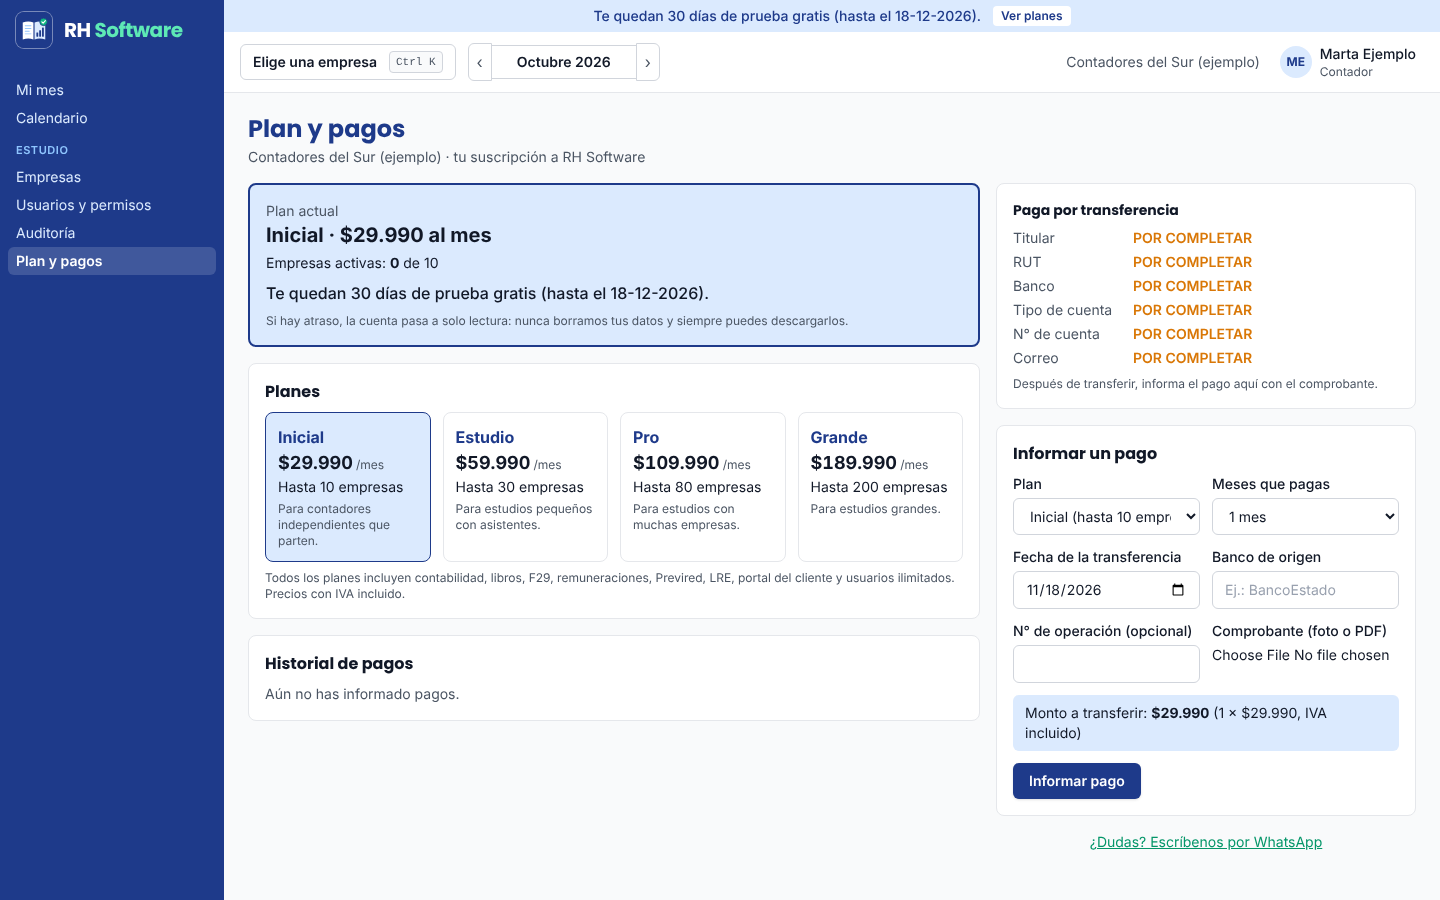 RH Software
Mi mes
Calendario
ESTUDIO
Empresas
Usuarios y permisos
Auditoría
Plan y pagos
Te quedan 30 días de prueba gratis (hasta el 18-12-2026). Ver planes
Elige una empresa Ctrl K ‹ Octubre 2026 ›
Contadores del Sur (ejemplo) ME Marta Ejemplo
Contador
Plan y pagos
Contadores del Sur (ejemplo) · tu suscripción a RH Software
Plan actual
Inicial · $29.990 al mes
Empresas activas: 0 de 10
Te quedan 30 días de prueba gratis (hasta el 18-12-2026).
Si hay atraso, la cuenta pasa a solo lectura: nunca borramos tus datos y siempre puedes descargarlos.
Planes
Inicial
$29.990 /mes
Hasta 10 empresas
Para contadores
independientes que
parten.
Estudio
$59.990 /mes
Hasta 30 empresas
Para estudios pequeños
con asistentes.
Pro
$109.990 /mes
Hasta 80 empresas
Para estudios con
muchas empresas.
Grande
$189.990 /mes
Hasta 200 empresas
Para estudios grandes.
Todos los planes incluyen contabilidad, libros, F29, remuneraciones, Previred, LRE, portal del cliente y usuarios ilimitados.
Precios con IVA incluido.
Historial de pagos
Aún no has informado pagos.
Paga por transferencia
Titular POR COMPLETAR
RUT POR COMPLETAR
Banco POR COMPLETAR
Tipo de cuenta POR COMPLETAR
N° de cuenta POR COMPLETAR
Correo POR COMPLETAR
Después de transferir, informa el pago aquí con el comprobante.
Informar un pago
Plan Meses que pagas
Inicial (hasta 10 empr 1 mes
Fecha de la transferencia Banco de origen
11/18/2026 Ej.: BancoEstado
N° de operación (opcional) Comprobante (foto o PDF)
Choose File No file chosen
Monto a transferir: $29.990 (1 × $29.990, IVA
incluido)
Informar pago
¿Dudas? Escríbenos por WhatsApp